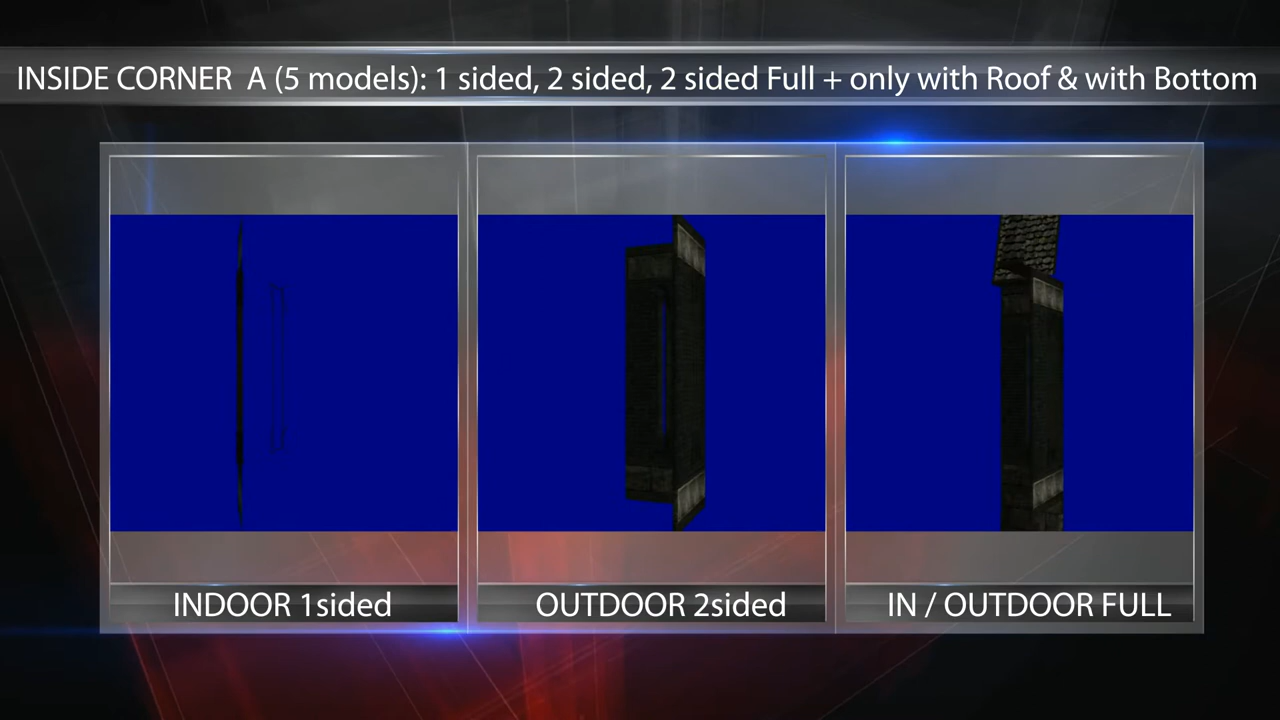 INSIDE CORNER A (5 models): 1 sided, 2 sided, 2 sided Full + only with Roof & with Bottom
INDOOR 1sided
OUTDOOR 2sided
IN / OUTDOOR FULL